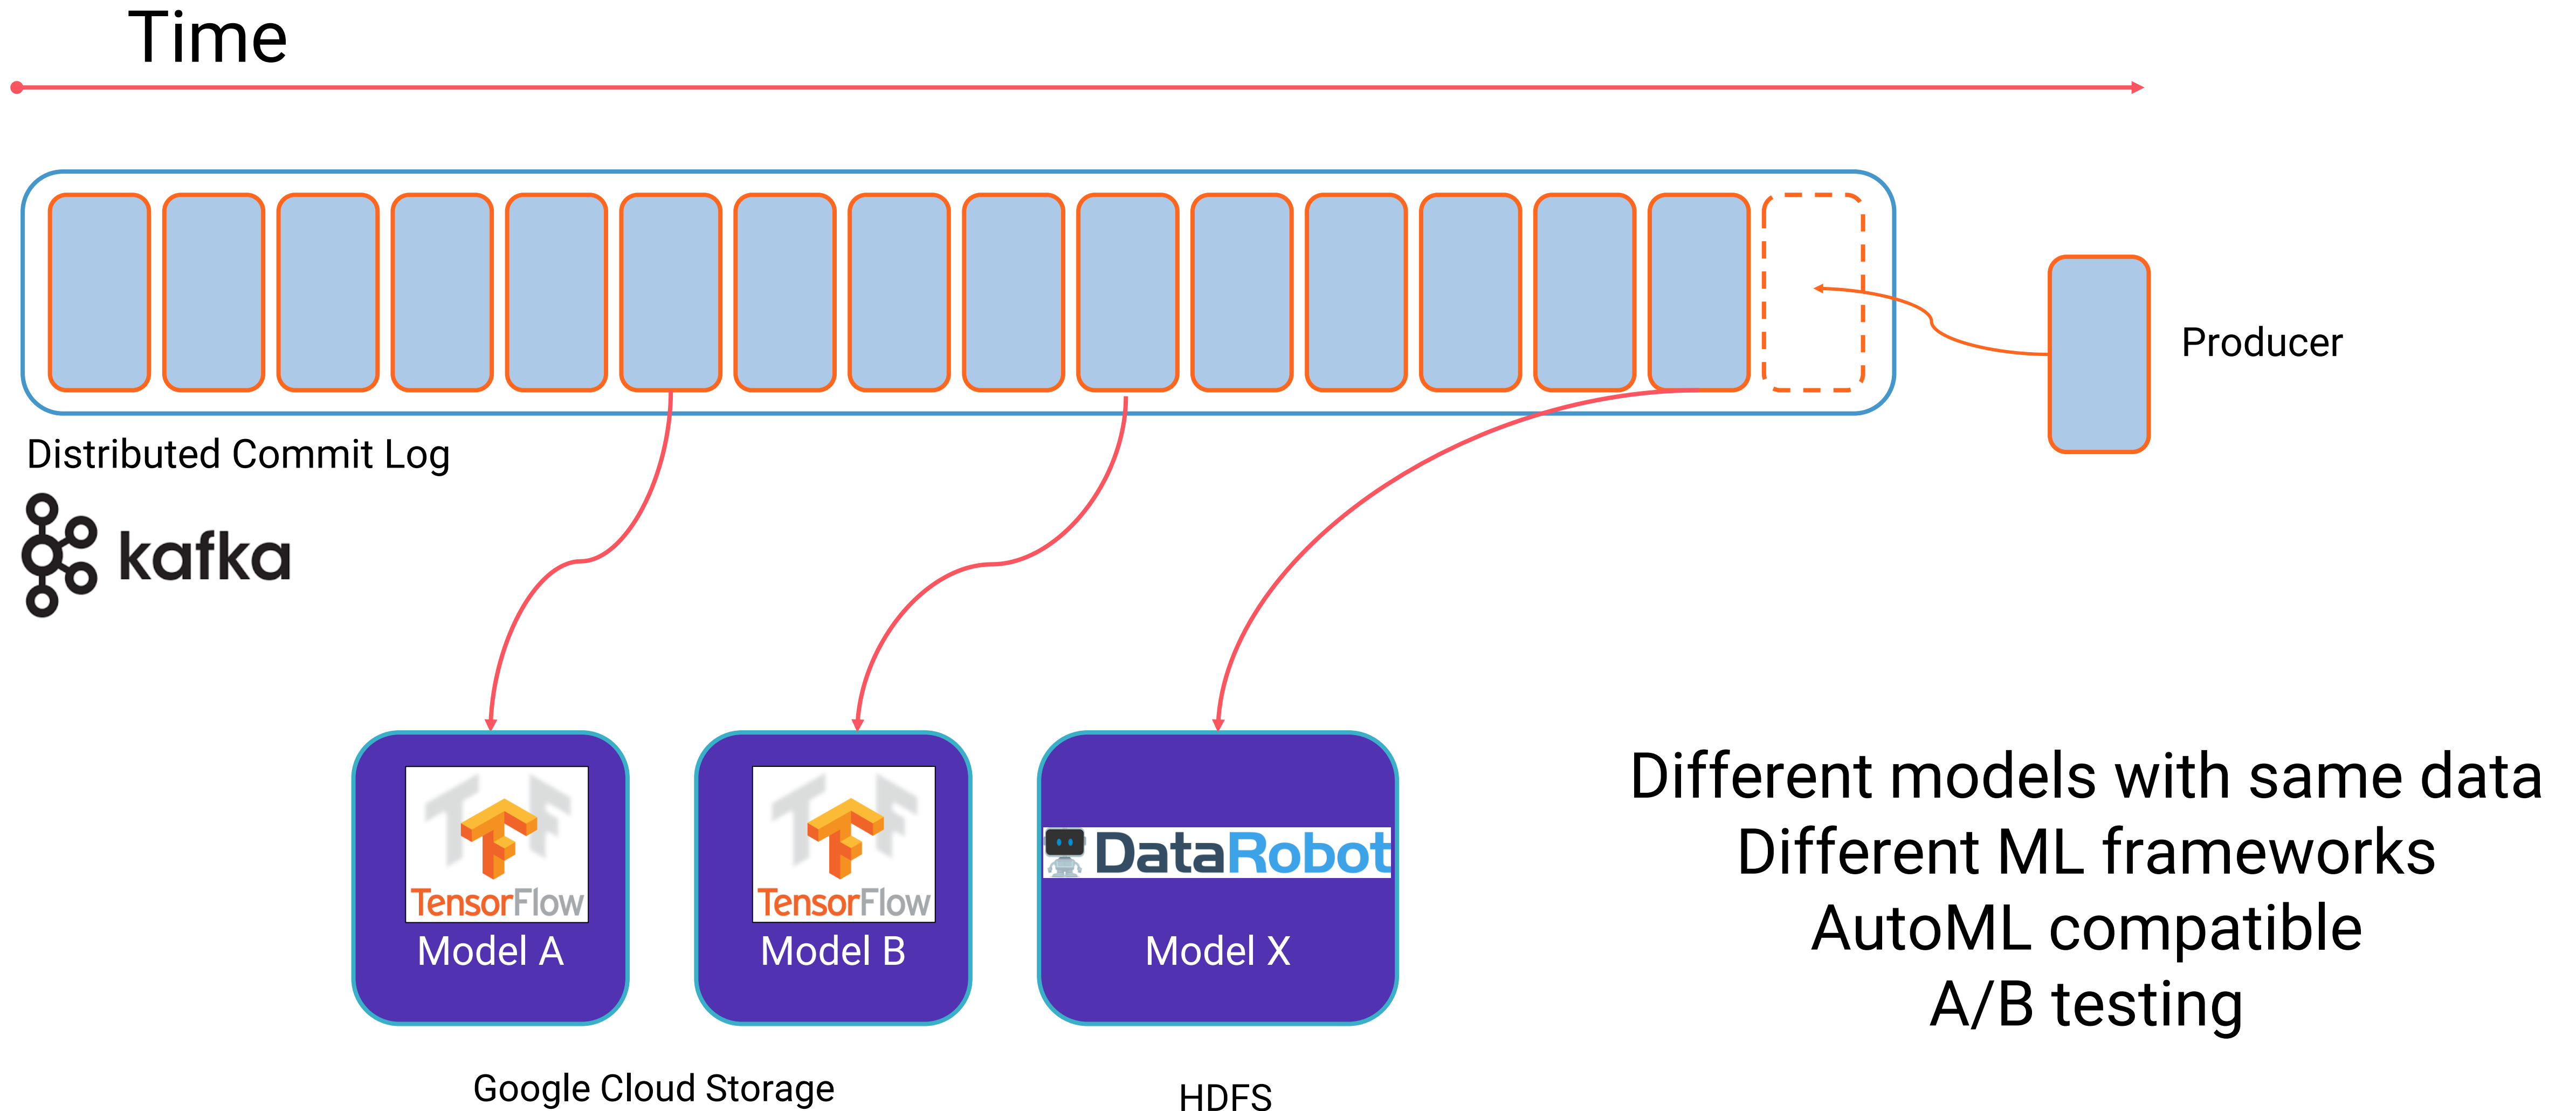 Time
Producer
Distributed Commit Log
kafka
TensorFlow
Model A
TensorFlow
Model B
DataRobot
Model X
Different models with same data
Different ML frameworks
AutoML compatible
A/B testing
Google Cloud Storage
HDFS